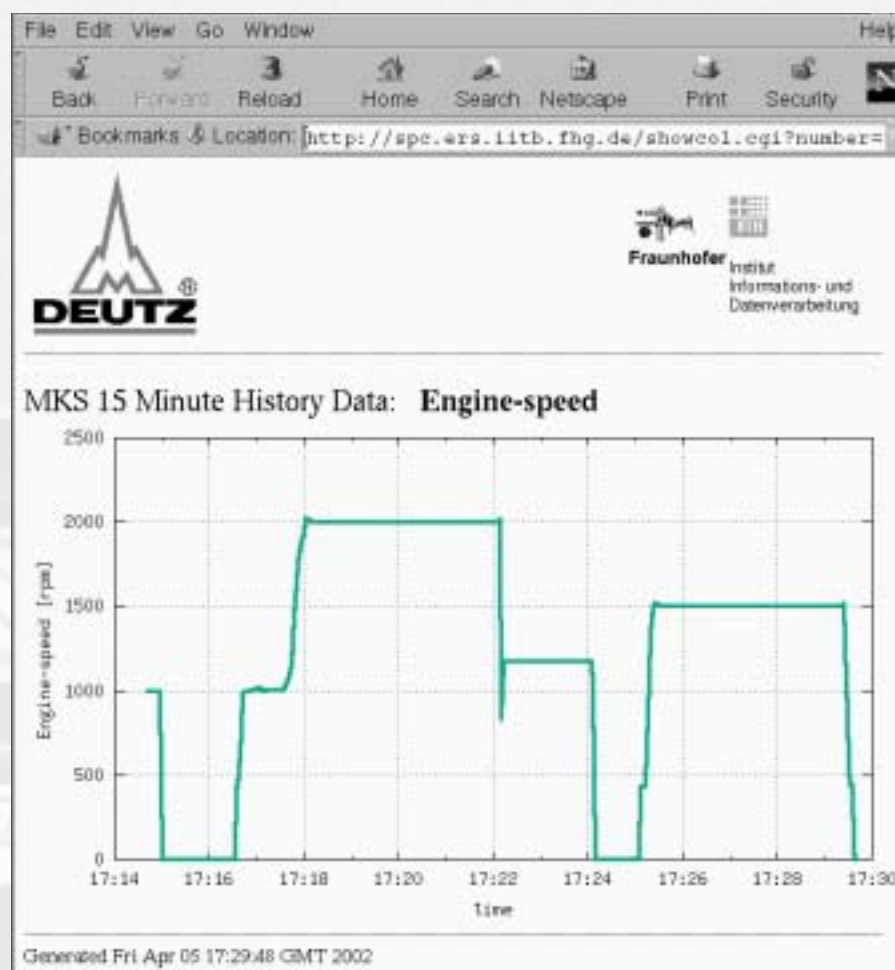 File Edit View Go Window Help
Back Forward Reload Home Search Netscape Print Security
Bookmarks Location: http://spc.ers.iitb.fhg.de/showcol.cgi?number=
DEUTZ ®
Fraunhofer Institut
Informations- und
Datenverarbeitung
MKS 15 Minute History Data: Engine-speed
2500
2000
1500
1000
500
0
Engine-speed [rpm]
17:14 17:16 17:18 17:20 17:22 17:24 17:26 17:28 17:30
Time
Generated Fri Apr 05 17:29:48 GMT 2002